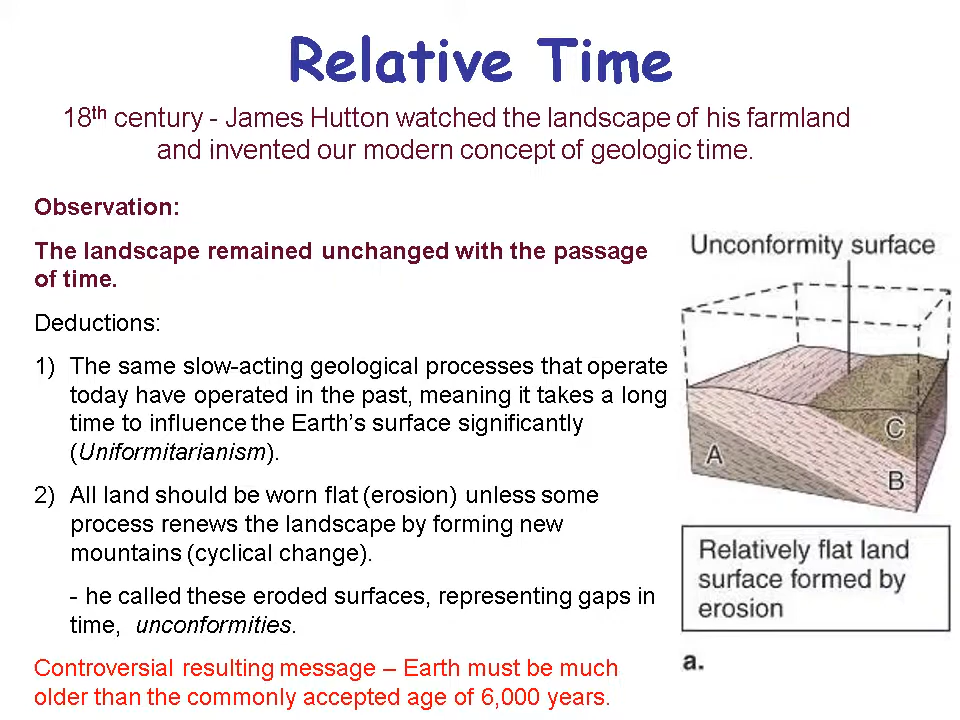 Relative Time
18th century - James Hutton watched the landscape of his farmland
and invented our modern concept of geologic time.
Observation:
The landscape remained unchanged with the passage
of time.
Deductions:
1) The same slow-acting geological processes that operate
today have operated in the past, meaning it takes a long
time to influence the Earth's surface significantly
(Uniformitarianism).
2) All land should be worn flat (erosion) unless some
process renews the landscape by forming new
mountains (cyclical change).
- he called these eroded surfaces, representing gaps in
time, unconformities.
Controversial resulting message – Earth must be much
older than the commonly accepted age of 6,000 years.
Unconformity surface
A
C
B
Relatively flat land
surface formed by
erosion
a.